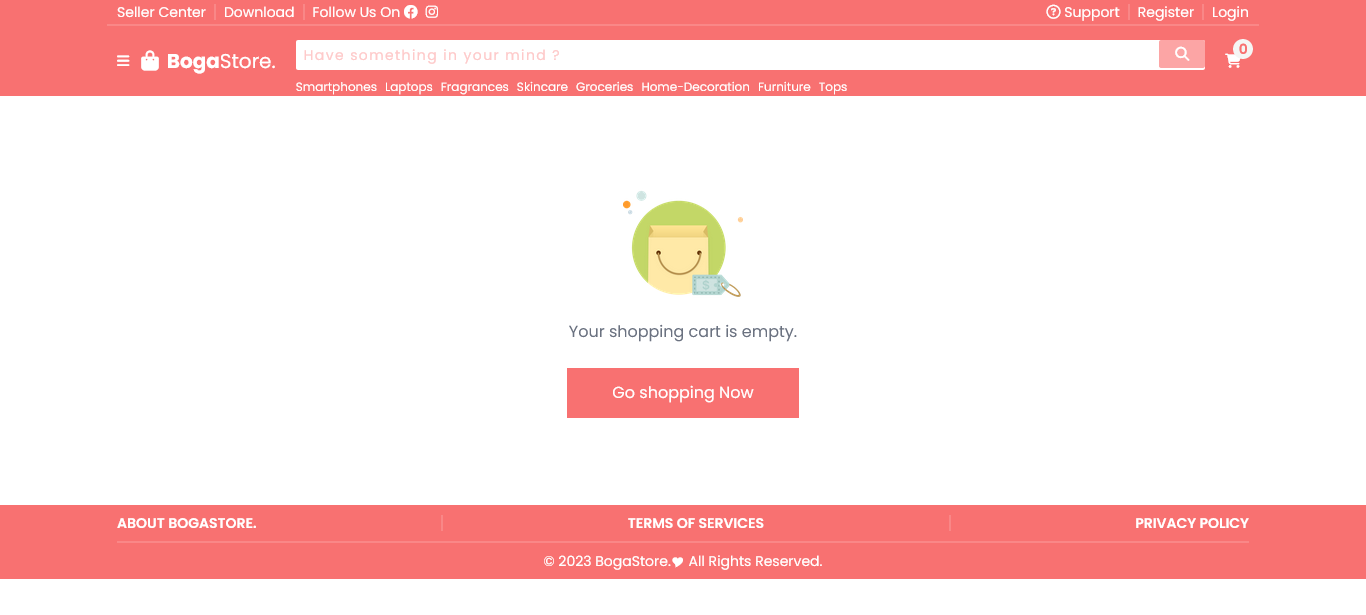 Seller Center Download Follow Us On Support Register Login
BogaStore. Have something in your mind ? 0
Smartphones Laptops Fragrances Skincare Groceries Home-Decoration Furniture Tops
$
Your shopping cart is empty.
Go shopping Now
ABOUT BOGASTORE. TERMS OF SERVICES PRIVACY POLICY
© 2023 BogaStore. All Rights Reserved.